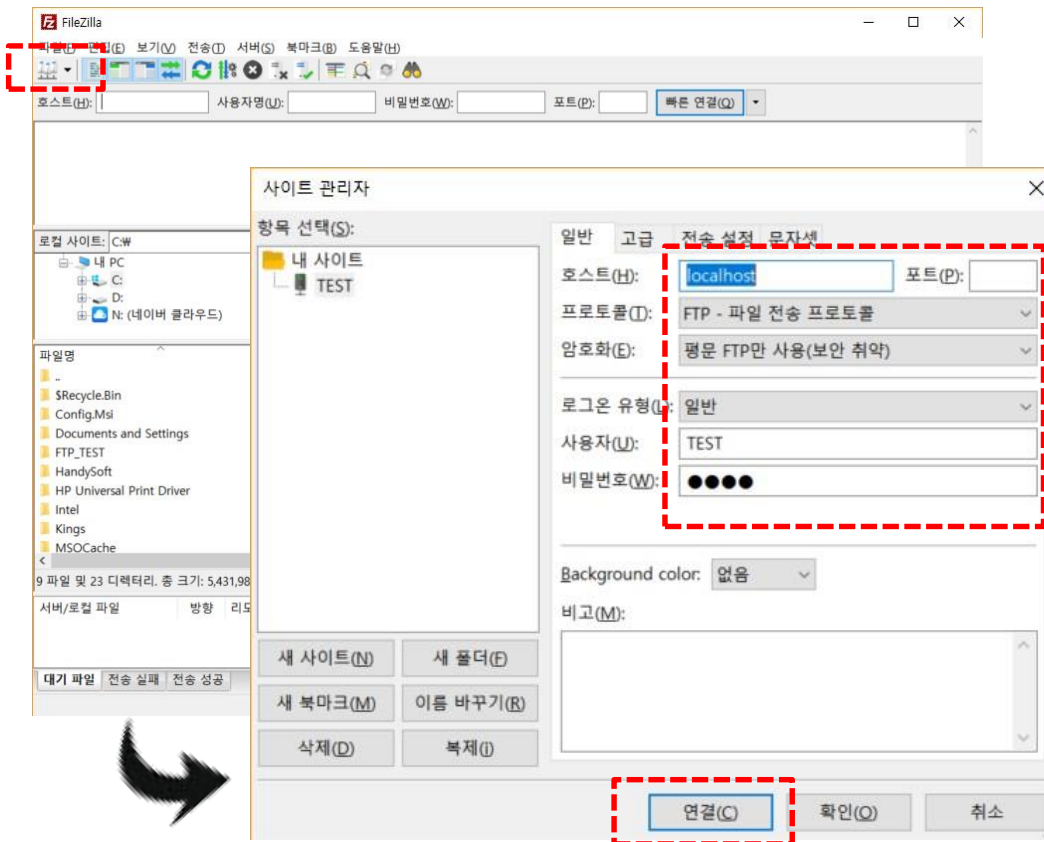 FileZilla
파일(F) 편집(E) 보기(V) 전송(T) 서버(S) 북마크(B) 도움말(H)
호스트(H): 사용자명(U): 비밀번호(W): 포트(P): 빠른 연결(Q)
로컬 사이트: C:₩
내 PC
C:
D:
N: (네이버 클라우드)
파일명
..
$Recycle.Bin
Config.Msi
Documents and Settings
FTP_TEST
HandySoft
HP Universal Print Driver
Intel
Kings
MSOCache
9 파일 및 23 디렉터리. 총 크기: 5,431,98
서버/로컬 파일 방향 리모
대기 파일 전송 실패 전송 성공
사이트 관리자
항목 선택(S):
내 사이트
TEST
새 사이트(N) 새 폴더(F)
새 북마크(M) 이름 바꾸기(R)
삭제(D) 복제(i)
일반 고급 전송 설정 문자셋
호스트(H): localhost 포트(P):
프로토콜(T): FTP - 파일 전송 프로토콜
암호화(E): 평문 FTP만 사용(보안 취약)
로그온 유형(L): 일반
사용자(U): TEST
비밀번호(W): ●●●●
Background color: 없음
비고(M):
연결(C) 확인(O) 취소